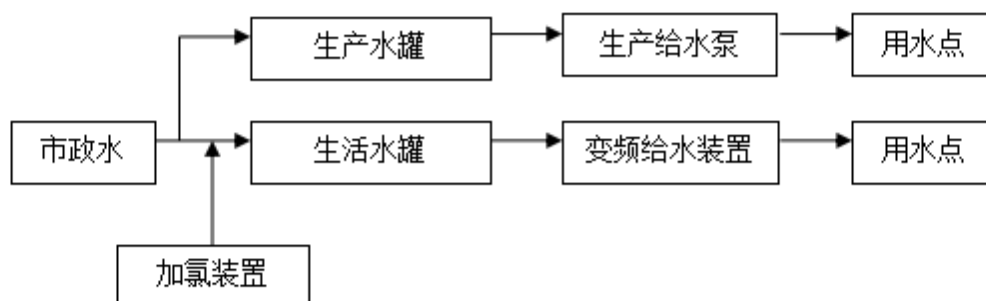 生产水罐
生产给水泵
用水点
市政水
生活水罐
变频给水装置
用水点
加氯装置